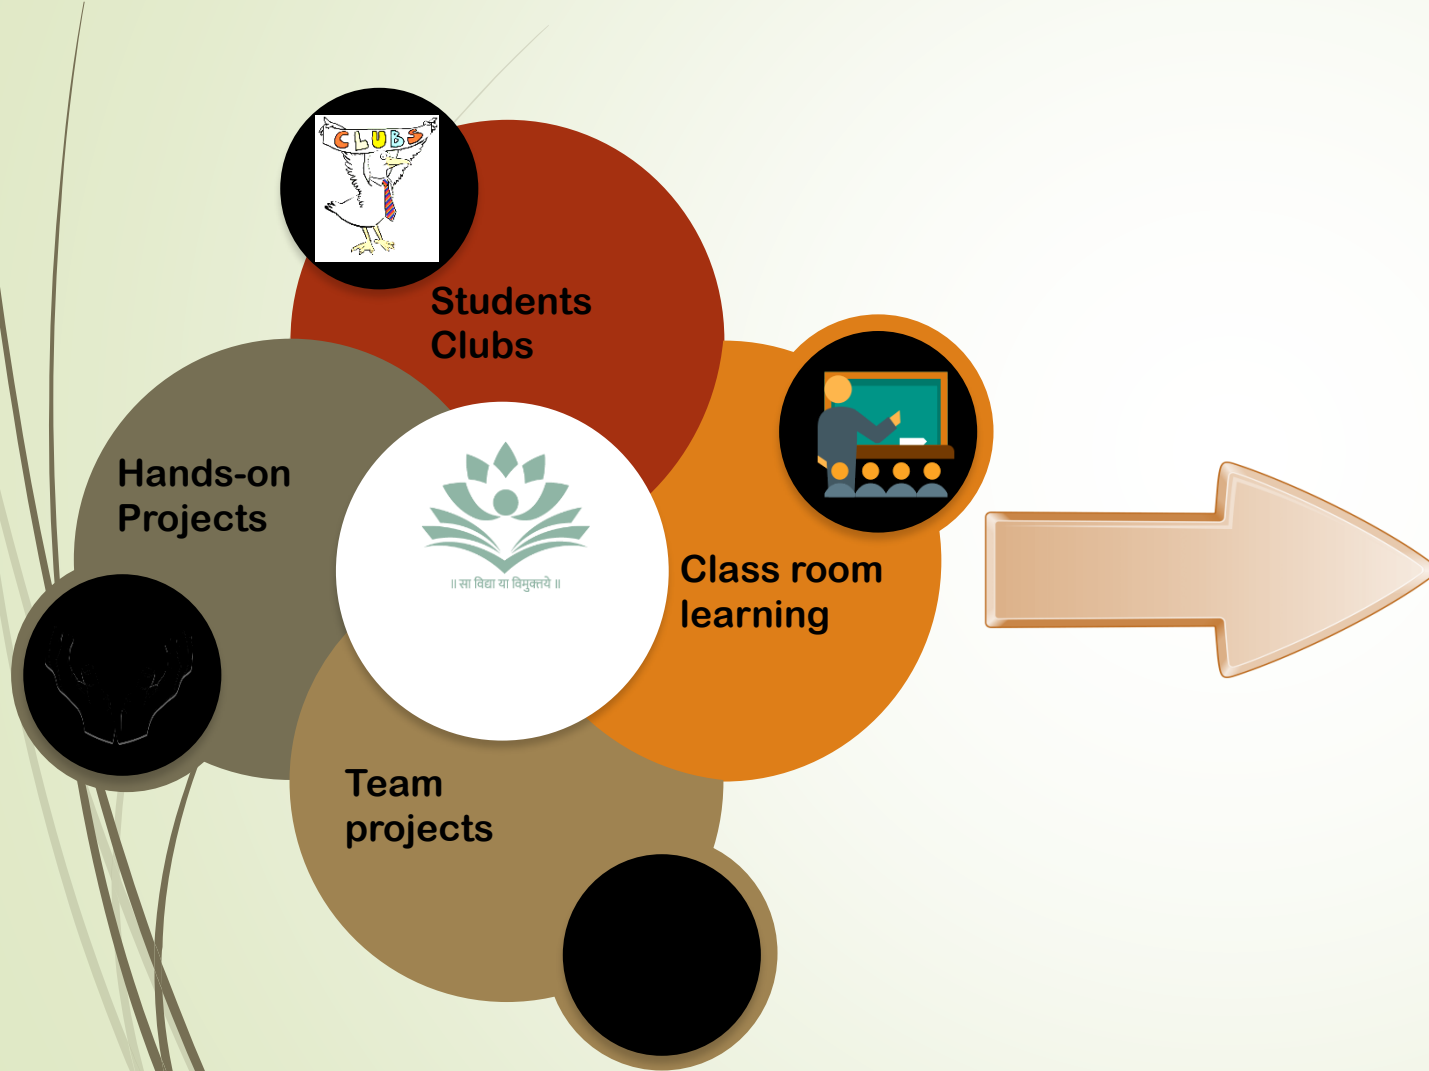 CLUBS
Students
Clubs
Hands-on
Projects
Class room
learning
॥ सा विद्या या विमुक्तये ॥
Team
projects